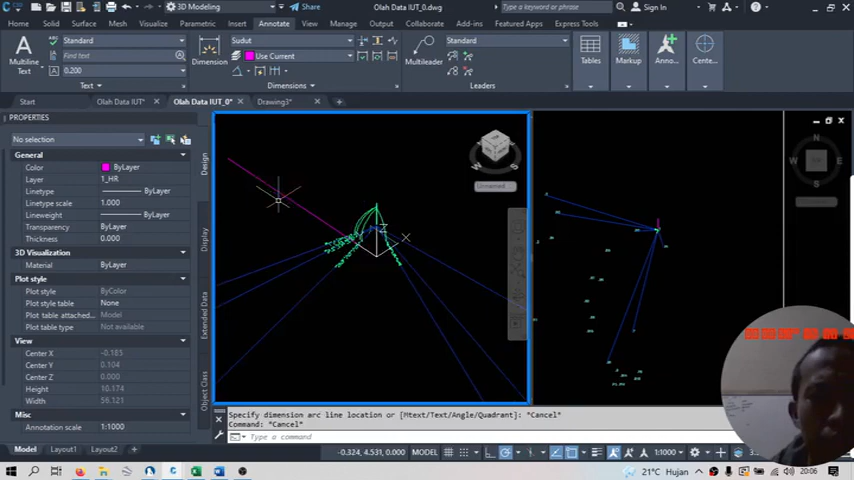 3D Modeling
Share
Olah Data IUT_0.dwg
Type a keyword or phrase
Sign In
Home
Insert
Annotate
View
Manage
Output
Collaborate
Add-ins
Featured Apps
Express Tools
Solid
Surface
Mesh
Visualize
Parametric
Multiline
Text
Standard
Find text
0.200
Text
Dimension
Sudut
Use Current
Dimensions
Multileader
Standard
Leaders
Tables
Markup
Anno...
Cente...
Start
Olah Data IUT*
Olah Data IUT_0*
Drawing3*
PROPERTIES
No selection
General
Color ByLayer
Layer 1_HR
Linetype ByLayer
Linetype scale 1.000
Lineweight ByLayer
Transparency ByLayer
Thickness 0.000
3D Visualization
Material ByLayer
Plot style
Plot style ByColor
Plot style table None
Plot table attached... Model
Plot table type Not available
View
Center X -0.185
Center Y 0.104
Center Z 0.000
Height 10.174
Width 56.121
Misc
Annotation scale 1:1000
Design
Display
Extended Data
Object Class
Z
X
W
S
Unnamed
N
W
E
S
Specify dimension arc line location or [Mtext/Text/Angle/Quadrant]: *Cancel*
Command: *Cancel*
Type a command
Model
Layout1
Layout2
-0.324, 4.531, 0.000
MODEL
1:1000
21°C Hujan
20:06